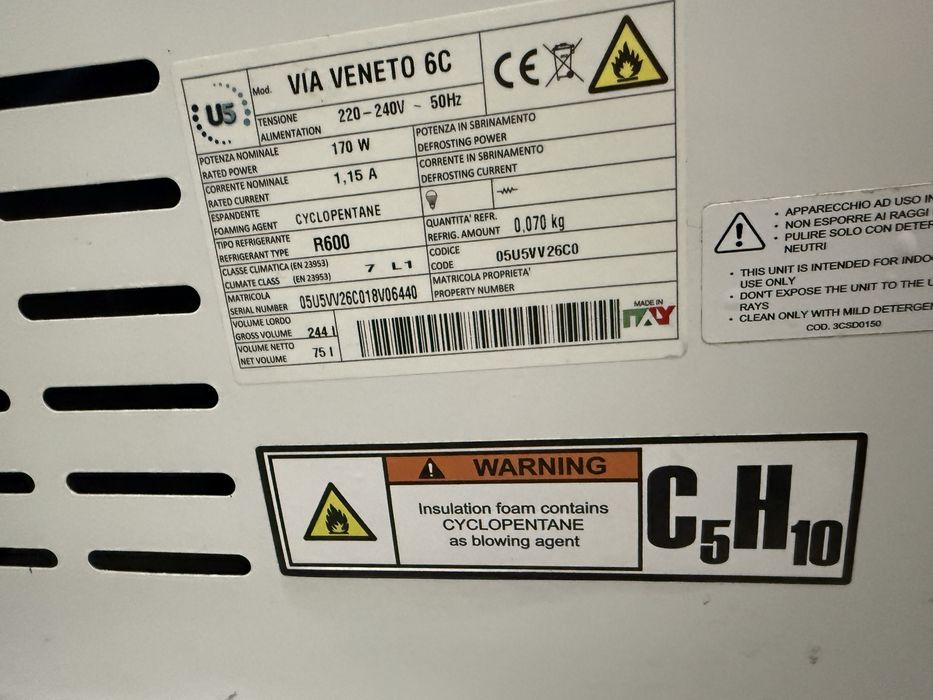 U5
Mod. VIA VENETO 6C
TENSIONE
ALIMENTATION
220-240V ~ 50Hz
POTENZA NOMINALE
RATED POWER
170 W
POTENZA IN SBRINAMENTO
DEFROSTING POWER
CORRENTE NOMINALE
RATED CURRENT
1,15 A
CORRENTE IN SBRINAMENTO
DEFROSTING CURRENT
ESPANDENTE
FOAMING AGENT
CYCLOPENTANE
TIPO REFRIGERANTE
REFRIGERANT TYPE
R600
QUANTITA' REFR.
REFRIG. AMOUNT
0,070 kg
CLASSE CLIMATICA (EN 23953)
CLIMATE CLASS (EN 23953)
7 L1
CODICE
CODE
05U5VV26C0
MATRICOLA
SERIAL NUMBER
05U5VV26C018V06440
MATRICOLA PROPRIETA'
PROPERTY NUMBER
VOLUME LORDO
GROSS VOLUME
244 l
VOLUME NETTO
NET VOLUME
75 l
MADE IN
ITALY
CE
• APPARECCHIO AD USO IN
• NON ESPORRE AI RAGGI
• PULIRE SOLO CON DETER
NEUTRI
• THIS UNIT IS INTENDED FOR INDO
USE ONLY
• DON'T EXPOSE THE UNIT TO THE U
RAYS
• CLEAN ONLY WITH MILD DETERGE
COD. 3CSD0150
WARNING
Insulation foam contains
CYCLOPENTANE
as blowing agent
C5H10